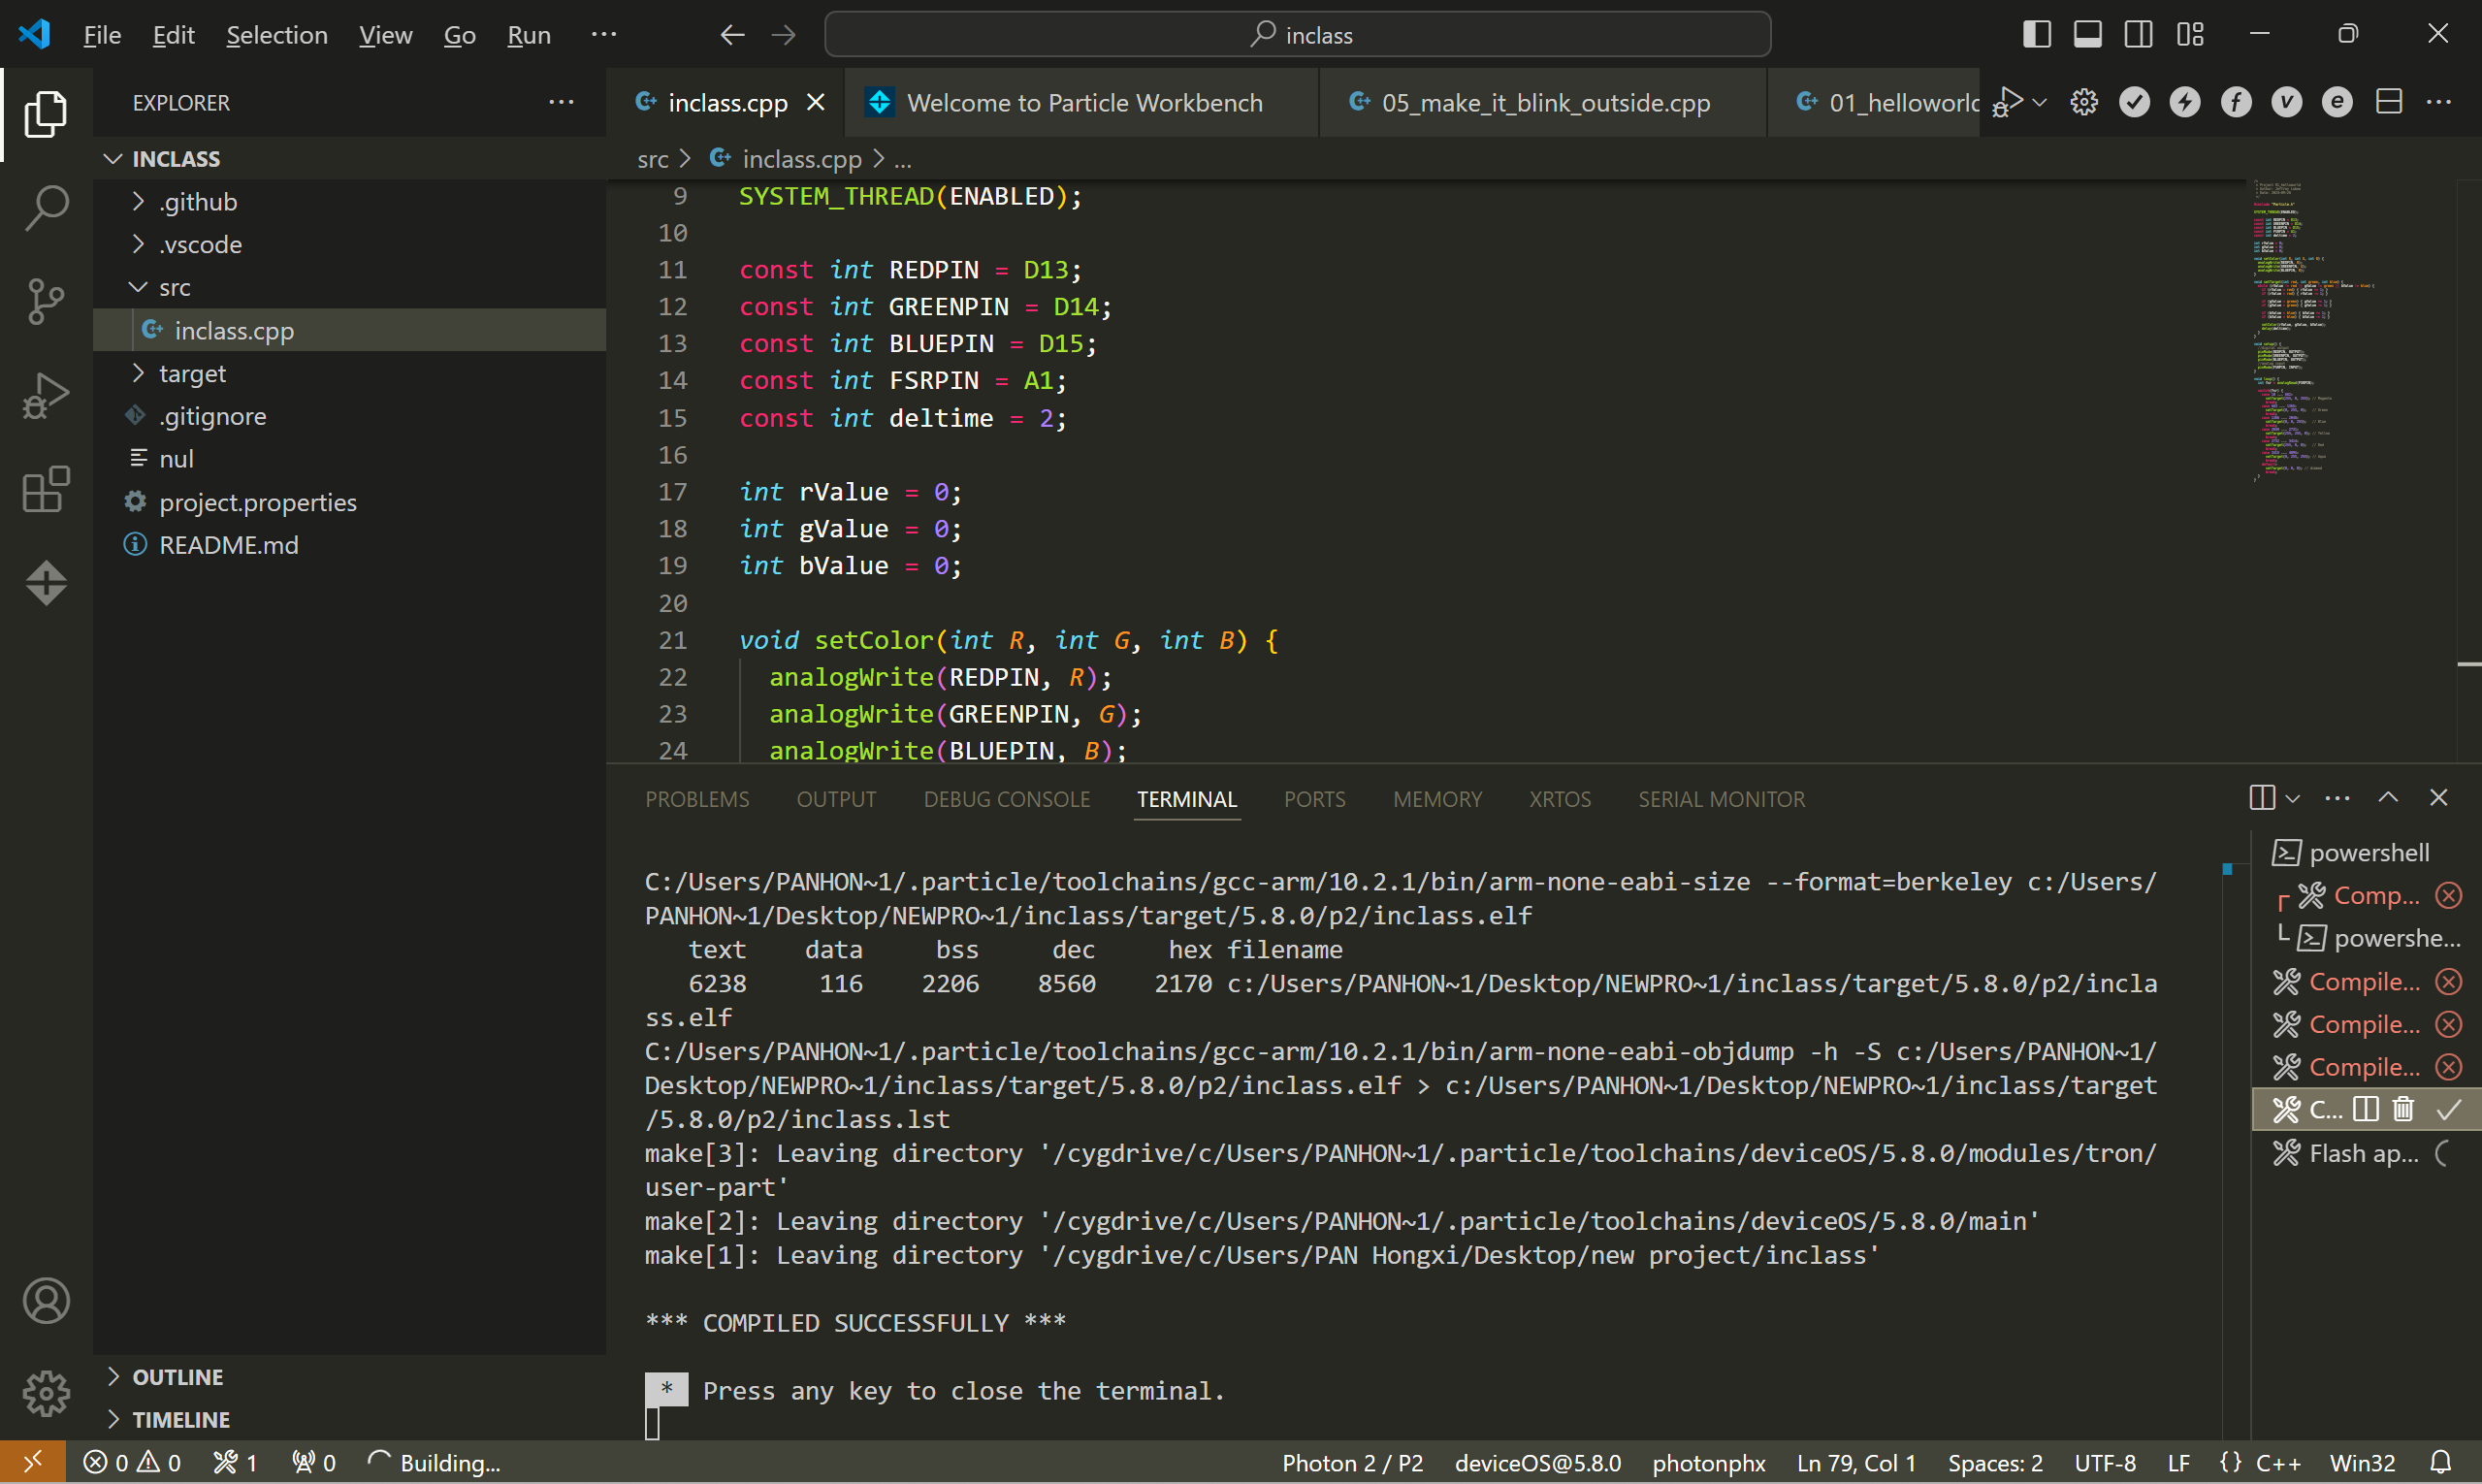 File Edit Selection View Go Run ...
inclass
EXPLORER
inclass.cpp
Welcome to Particle Workbench
05_make_it_blink_outside.cpp
01_helloworld
src > inclass.cpp > ...
INCLASS
.github
.vscode
src
inclass.cpp
target
.gitignore
nul
project.properties
README.md
OUTLINE
TIMELINE
9 SYSTEM_THREAD(ENABLED);
10
11 const int REDPIN = D13;
12 const int GREENPIN = D14;
13 const int BLUEPIN = D15;
14 const int FSRPIN = A1;
15 const int deltime = 2;
16
17 int rValue = 0;
18 int gValue = 0;
19 int bValue = 0;
20
21 void setColor(int R, int G, int B) {
22 analogWrite(REDPIN, R);
23 analogWrite(GREENPIN, G);
24 analogWrite(BLUEPIN, B);
PROBLEMS OUTPUT DEBUG CONSOLE TERMINAL PORTS MEMORY XRTOS SERIAL MONITOR
C:/Users/PANHON~1/.particle/toolchains/gcc-arm/10.2.1/bin/arm-none-eabi-size --format=berkeley c:/Users/
PANHON~1/Desktop/NEWPRO~1/inclass/target/5.8.0/p2/inclass.elf
text data bss dec hex filename
6238 116 2206 8560 2170 c:/Users/PANHON~1/Desktop/NEWPRO~1/inclass/target/5.8.0/p2/incla
ss.elf
C:/Users/PANHON~1/.particle/toolchains/gcc-arm/10.2.1/bin/arm-none-eabi-objdump -h -S c:/Users/PANHON~1/
Desktop/NEWPRO~1/inclass/target/5.8.0/p2/inclass.elf > c:/Users/PANHON~1/Desktop/NEWPRO~1/inclass/target
/5.8.0/p2/inclass.lst
make[3]: Leaving directory '/cygdrive/c/Users/PANHON~1/.particle/toolchains/deviceOS/5.8.0/modules/tron/
user-part'
make[2]: Leaving directory '/cygdrive/c/Users/PANHON~1/.particle/toolchains/deviceOS/5.8.0/main'
make[1]: Leaving directory '/cygdrive/c/Users/PAN Hongxi/Desktop/new project/inclass'
*** COMPILED SUCCESSFULLY ***
* Press any key to close the terminal.
powershell
Comp...
powershe...
Compile...
Compile...
Compile...
C...
Flash ap...
0 0 1 0 Building...
Photon 2 / P2 deviceOS@5.8.0 photonphx Ln 79, Col 1 Spaces: 2 UTF-8 LF {} C++ Win32